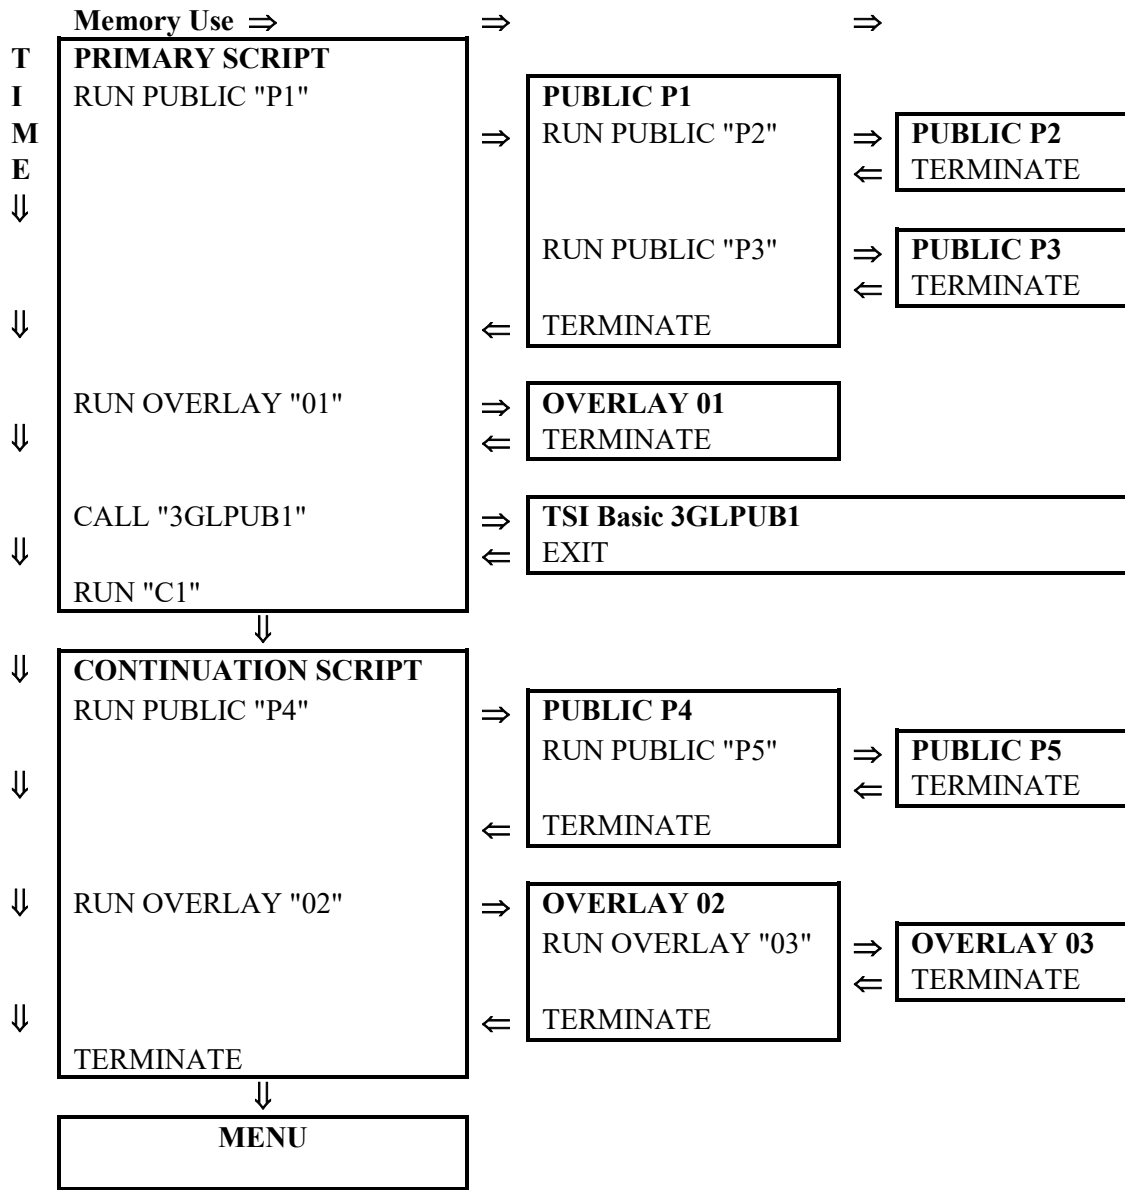 Memory Use ⇒ ⇒ ⇒
T PRIMARY SCRIPT
I RUN PUBLIC "P1" PUBLIC P1
M ⇒ RUN PUBLIC "P2" ⇒ PUBLIC P2
E ⇐ TERMINATE
⇓
RUN PUBLIC "P3" ⇒ PUBLIC P3
⇐ TERMINATE
⇓ ⇐ TERMINATE
RUN OVERLAY "01" ⇒ OVERLAY 01
⇓ ⇐ TERMINATE
CALL "3GLPUB1" ⇒ TSI Basic 3GLPUB1
⇓ ⇐ EXIT
RUN "C1"
⇓
⇓ CONTINUATION SCRIPT
RUN PUBLIC "P4" ⇒ PUBLIC P4
RUN PUBLIC "P5" ⇒ PUBLIC P5
⇓ ⇐ TERMINATE
⇐ TERMINATE
⇓ RUN OVERLAY "02" ⇒ OVERLAY 02
RUN OVERLAY "03" ⇒ OVERLAY 03
⇐ TERMINATE
⇓ ⇐ TERMINATE
TERMINATE
⇓
MENU